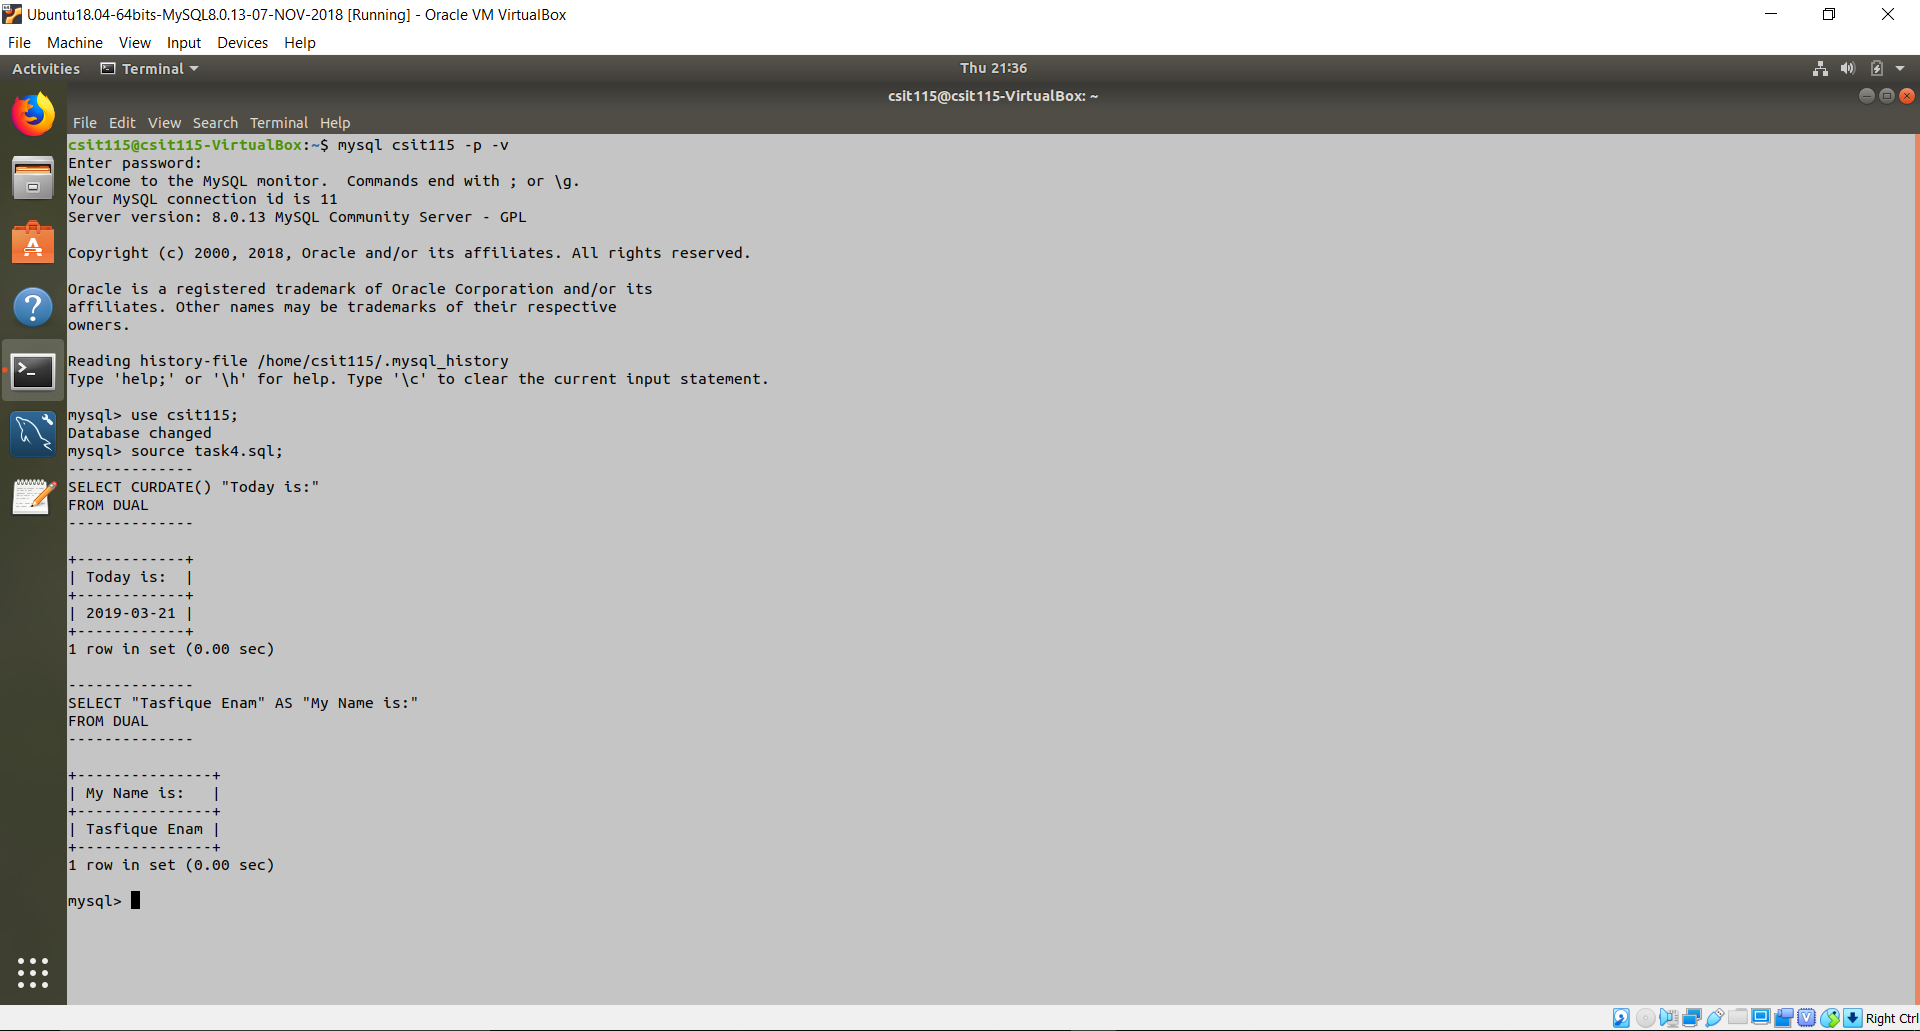 Ubuntu18.04-64bits-MySQL8.0.13-07-NOV-2018 [Running] - Oracle VM VirtualBox
File Machine View Input Devices Help
Activities Terminal Thu 21:36
csit115@csit115-VirtualBox: ~
File Edit View Search Terminal Help
csit115@csit115-VirtualBox:~$ mysql csit115 -p -v
Enter password:
Welcome to the MySQL monitor.  Commands end with ; or \g.
Your MySQL connection id is 11
Server version: 8.0.13 MySQL Community Server - GPL
Copyright (c) 2000, 2018, Oracle and/or its affiliates. All rights reserved.
Oracle is a registered trademark of Oracle Corporation and/or its
affiliates. Other names may be trademarks of their respective
owners.
Reading history-file /home/csit115/.mysql_history
Type 'help;' or '\h' for help. Type '\c' to clear the current input statement.
mysql> use csit115;
Database changed
mysql> source task4.sql;
--------------
SELECT CURDATE() "Today is:"
FROM DUAL
--------------
+------------+
| Today is:  |
+------------+
| 2019-03-21 |
+------------+
1 row in set (0.00 sec)
--------------
SELECT "Tasfique Enam" AS "My Name is:"
FROM DUAL
--------------
+---------------+
| My Name is:   |
+---------------+
| Tasfique Enam |
+---------------+
1 row in set (0.00 sec)
mysql>
Right Ctrl